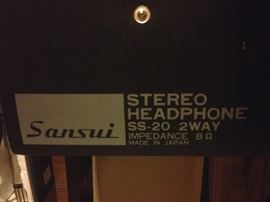 Sansui
STEREO
HEADPHONE
SS-20 2WAY
IMPEDANCE 8Ω
MADE IN JAPAN